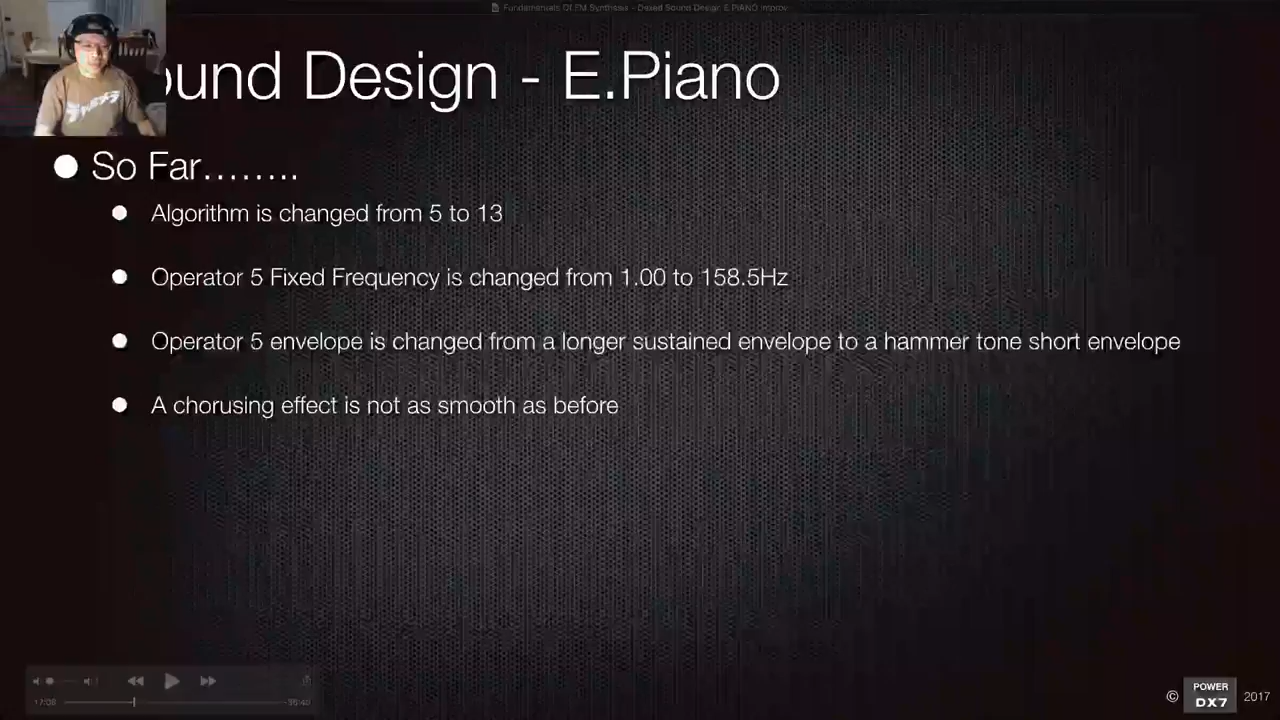 Fundamentals Of FM Synthesis - Dexed Sound Design E.PIANO Improv
ound Design - E.Piano
So Far........
Algorithm is changed from 5 to 13
Operator 5 Fixed Frequency is changed from 1.00 to 158.5Hz
Operator 5 envelope is changed from a longer sustained envelope to a hammer tone short envelope
A chorusing effect is not as smooth as before
17:08
© POWER DX7 2017